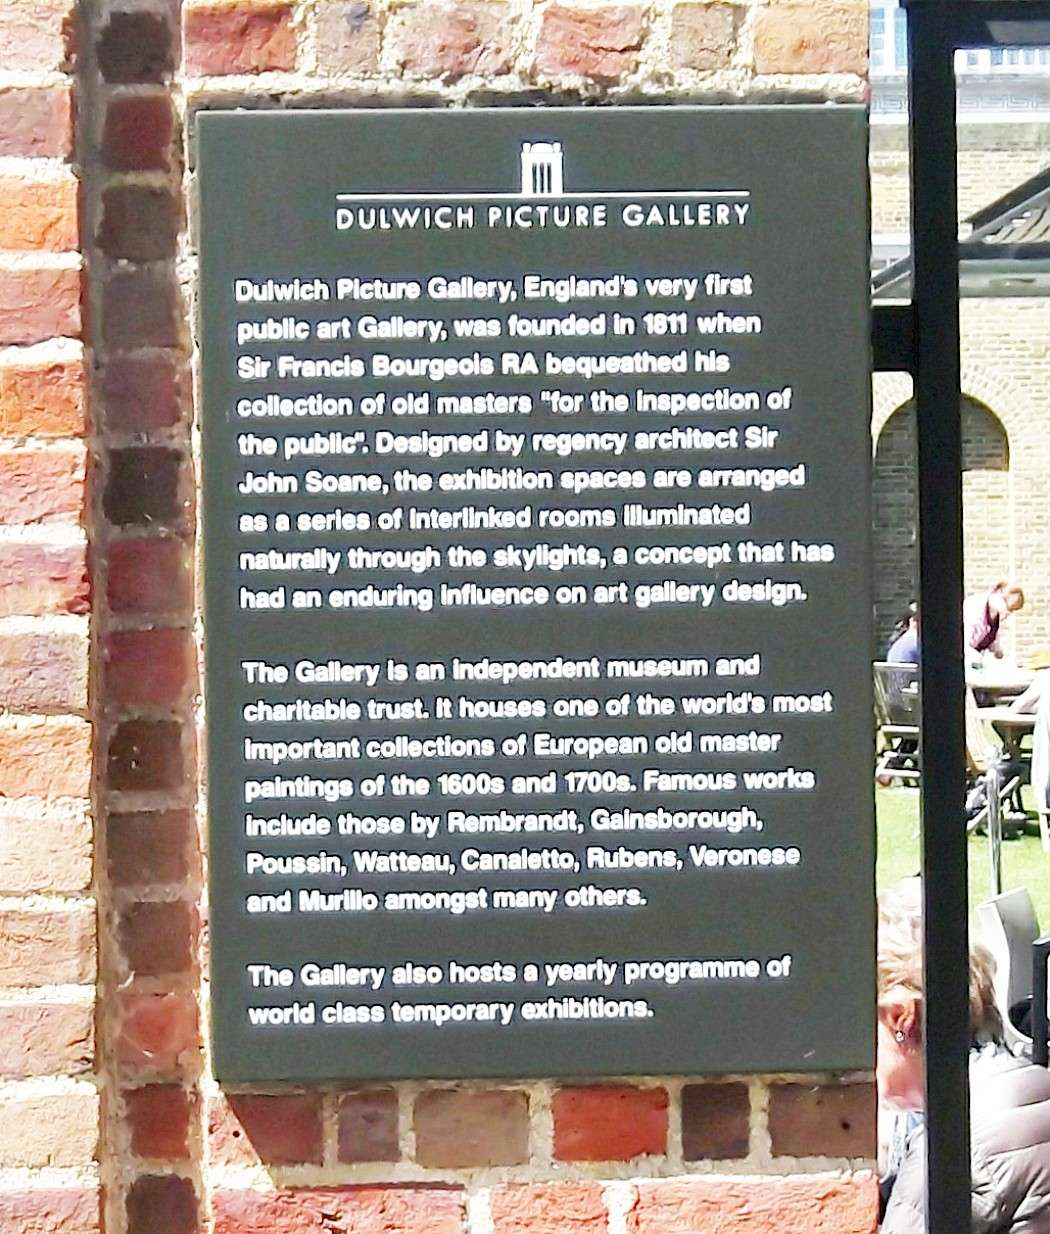 DULWICH PICTURE GALLERY
Dulwich Picture Gallery, England's very first
public art Gallery, was founded in 1811 when
Sir Francis Bourgeois RA bequeathed his
collection of old masters "for the inspection of
the public". Designed by regency architect Sir
John Soane, the exhibition spaces are arranged
as a series of interlinked rooms illuminated
naturally through the skylights, a concept that has
had an enduring influence on art gallery design.
The Gallery is an independent museum and
charitable trust. It houses one of the world's most
important collections of European old master
paintings of the 1600s and 1700s. Famous works
include those by Rembrandt, Gainsborough,
Poussin, Watteau, Canaletto, Rubens, Veronese
and Murillo amongst many others.
The Gallery also hosts a yearly programme of
world class temporary exhibitions.